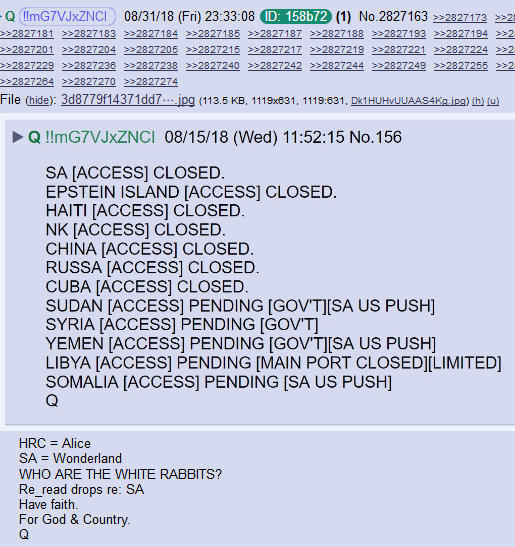 Q !!mG7VJxZNCI 08/31/18 (Fri) 23:33:08 ID: 158b72 (1) No.2827163 >>2827173 >>28
>>2827181 >>2827183 >>2827184 >>2827185 >>2827187 >>2827188 >>2827193 >>2827194 >>28
>>2827201 >>2827204 >>2827205 >>2827215 >>2827217 >>2827219 >>2827221 >>2827224 >>28
>>2827229 >>2827236 >>2827238 >>2827240 >>2827242 >>2827244 >>2827249 >>2827255 >>28
>>2827264 >>2827270 >>2827274
File (hide): 3d8779f14371dd7⋯.jpg (113.5 KB, 1119x631, 1119:631, Dk1HUHvUUAAS4Kg.jpg) (h) (u)
Q !!mG7VJxZNCI 08/15/18 (Wed) 11:52:15 No.156
SA [ACCESS] CLOSED.
EPSTEIN ISLAND [ACCESS] CLOSED.
HAITI [ACCESS] CLOSED.
NK [ACCESS] CLOSED.
CHINA [ACCESS] CLOSED.
RUSSA [ACCESS] CLOSED.
CUBA [ACCESS] CLOSED.
SUDAN [ACCESS] PENDING [GOV'T][SA US PUSH]
SYRIA [ACCESS] PENDING [GOV'T]
YEMEN [ACCESS] PENDING [GOV'T][SA US PUSH]
LIBYA [ACCESS] PENDING [MAIN PORT CLOSED][LIMITED]
SOMALIA [ACCESS] PENDING [SA US PUSH]
Q
HRC = Alice
SA = Wonderland
WHO ARE THE WHITE RABBITS?
Re_read drops re: SA
Have faith.
For God & Country.
Q